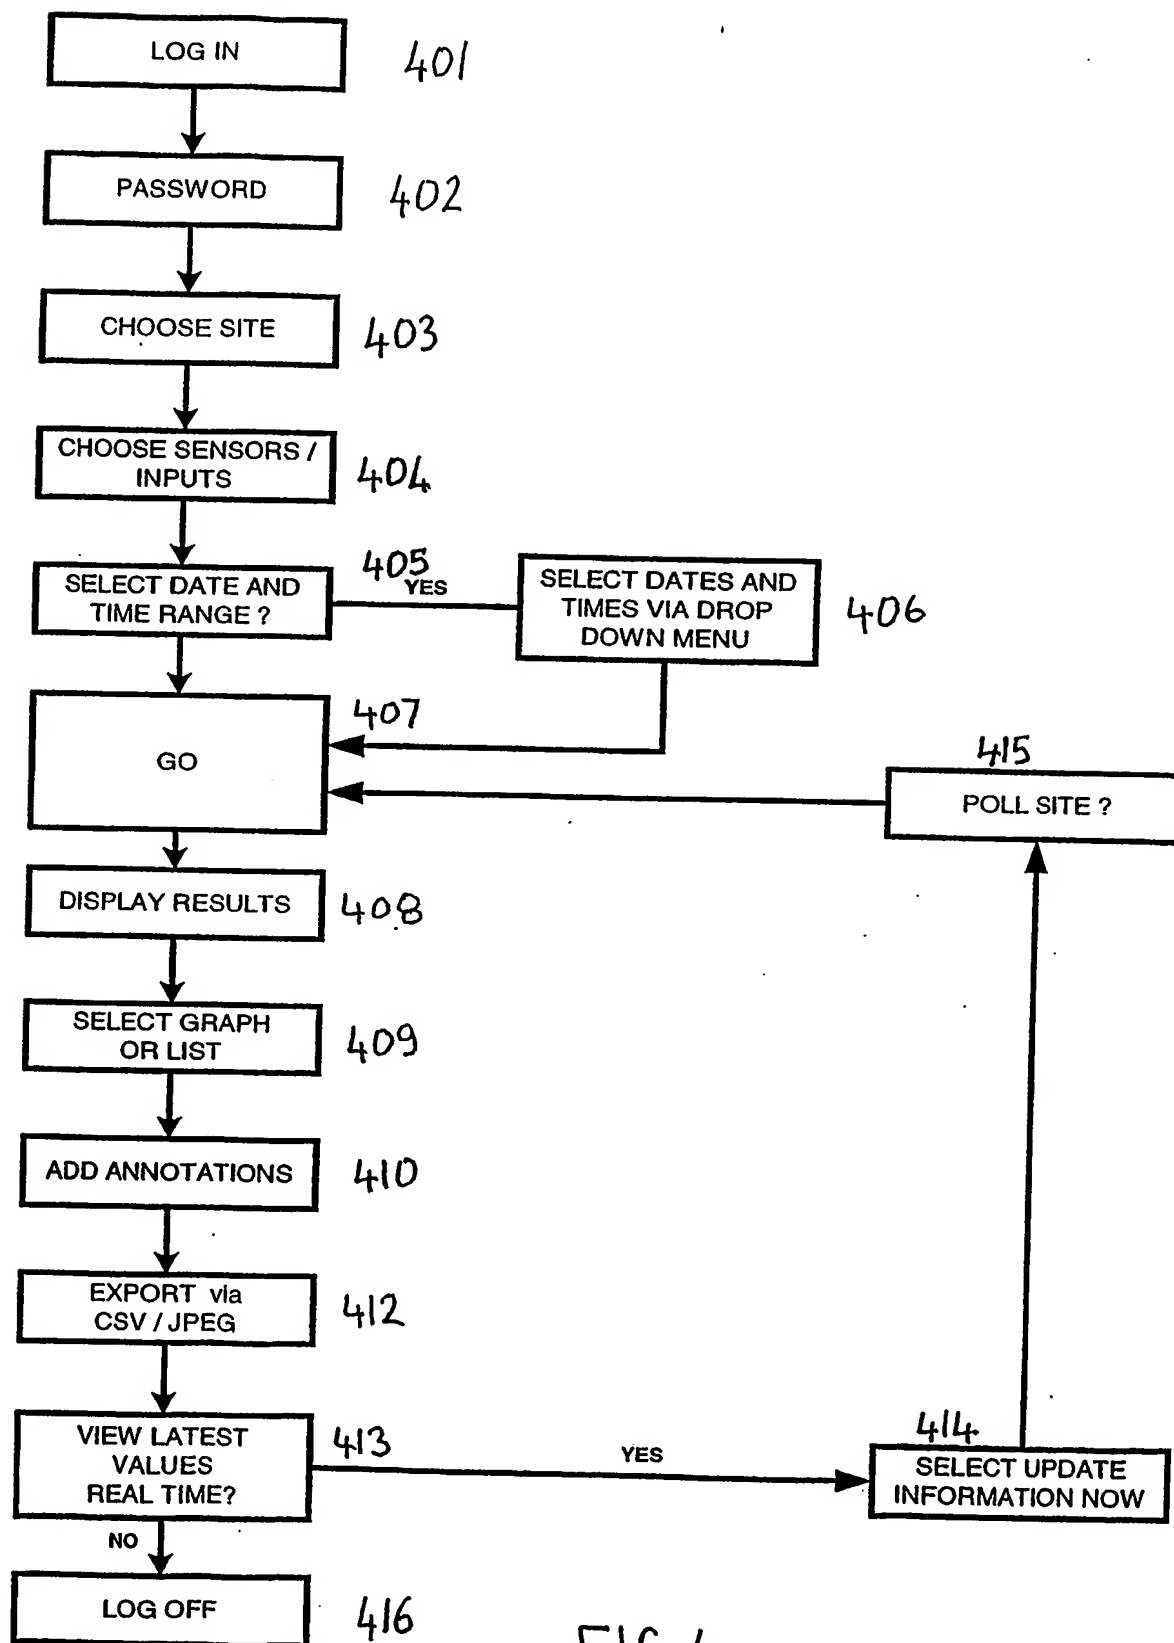 LOG IN
401
PASSWORD
402
CHOOSE SITE
403
CHOOSE SENSORS /
INPUTS
404
SELECT DATE AND
TIME RANGE ?
405
YES
SELECT DATES AND
TIMES VIA DROP
DOWN MENU
406
GO
407
415
POLL SITE ?
DISPLAY RESULTS
408
SELECT GRAPH
OR LIST
409
ADD ANNOTATIONS
410
EXPORT via
CSV / JPEG
412
VIEW LATEST
VALUES
REAL TIME?
413
YES
414
SELECT UPDATE
INFORMATION NOW
NO
LOG OFF
416